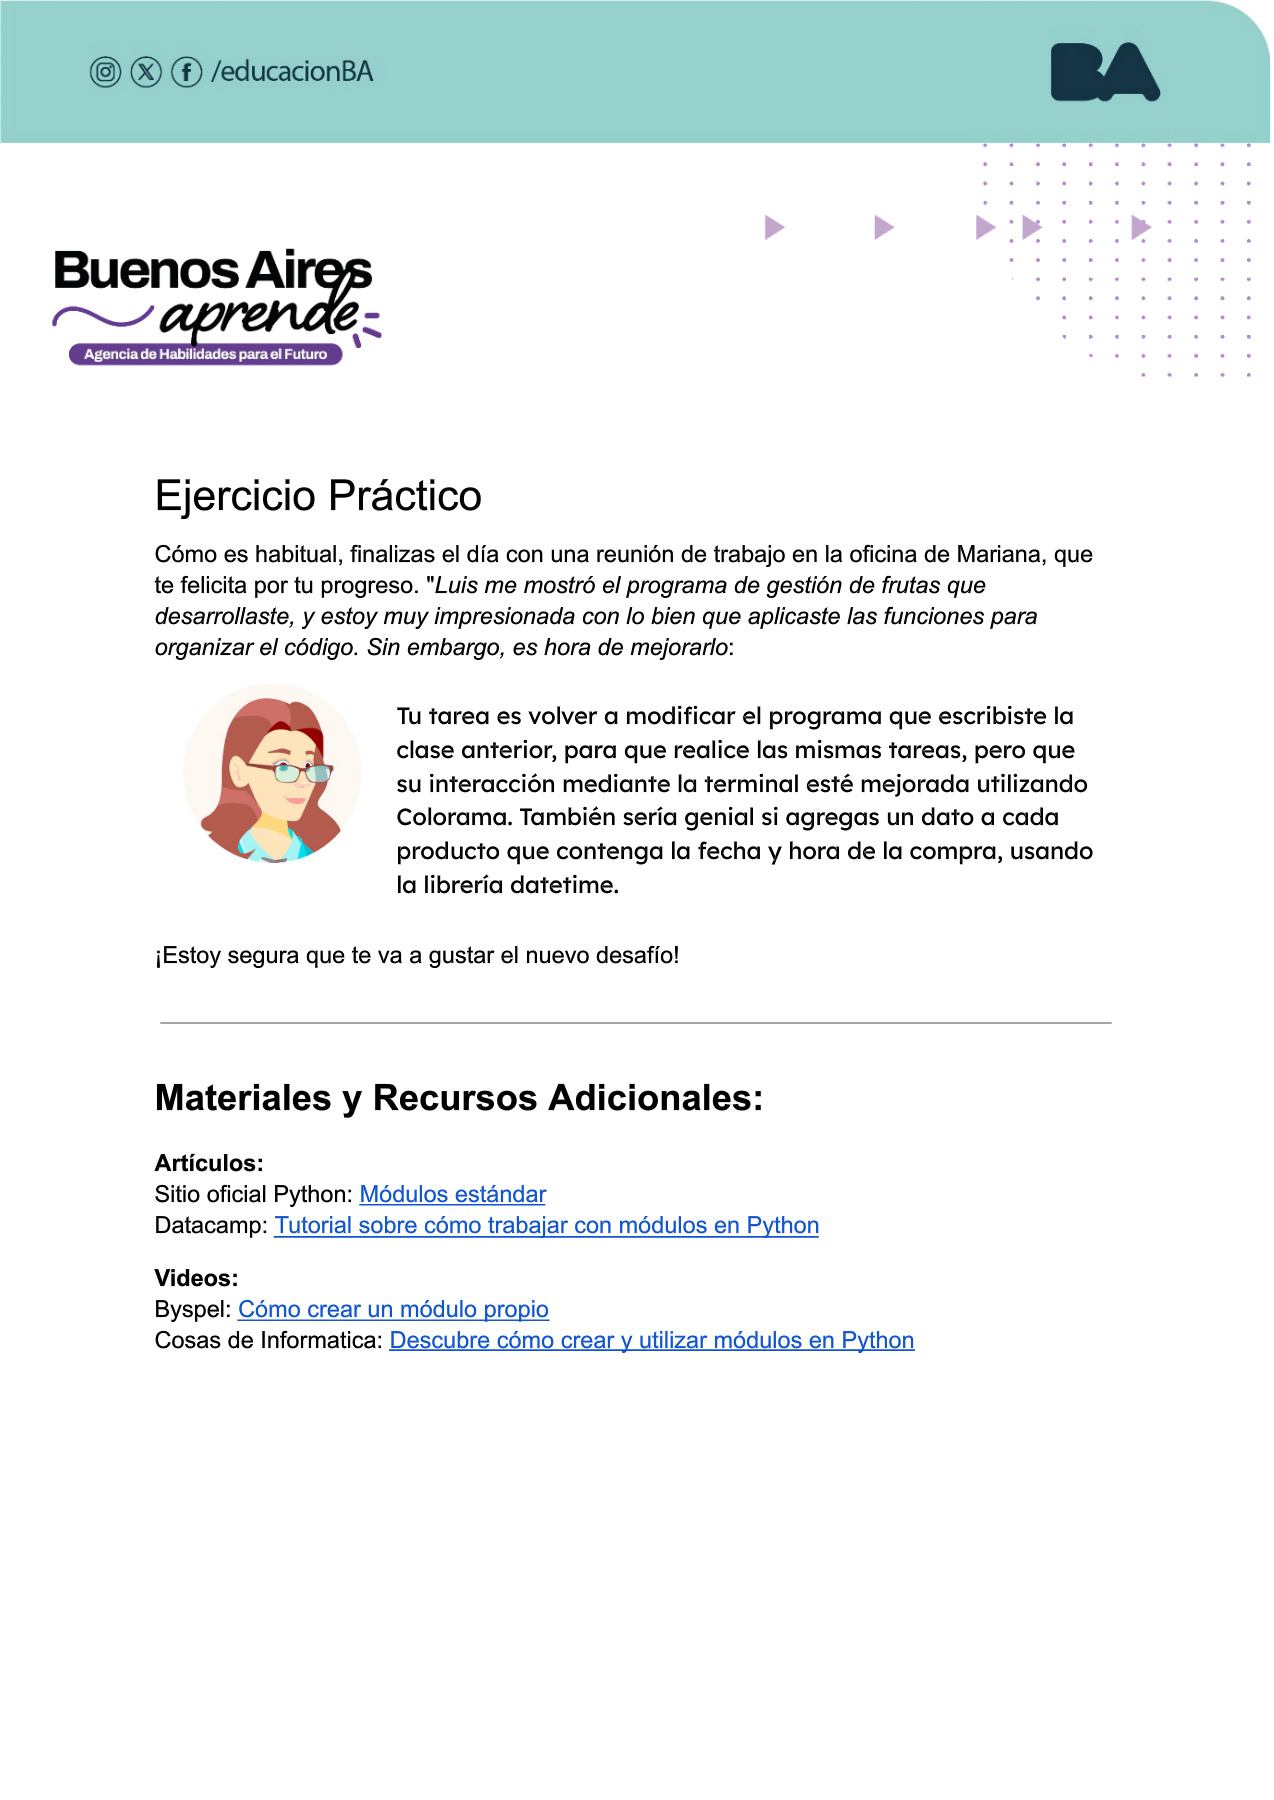 /educacionBA
BA
Buenos Aires
aprende
Agencia de Habilidades para el Futuro
Ejercicio Práctico
Cómo es habitual, finalizas el día con una reunión de trabajo en la oficina de Mariana, que
te felicita por tu progreso. "Luis me mostró el programa de gestión de frutas que
desarrollaste, y estoy muy impresionada con lo bien que aplicaste las funciones para
organizar el código. Sin embargo, es hora de mejorarlo:
Tu tarea es volver a modificar el programa que escribiste la
clase anterior, para que realice las mismas tareas, pero que
su interacción mediante la terminal esté mejorada utilizando
Colorama. También sería genial si agregas un dato a cada
producto que contenga la fecha y hora de la compra, usando
la librería datetime.
¡Estoy segura que te va a gustar el nuevo desafío!
Materiales y Recursos Adicionales:
Artículos:
Sitio oficial Python: Módulos estándar
Datacamp: Tutorial sobre cómo trabajar con módulos en Python
Videos:
Byspel: Cómo crear un módulo propio
Cosas de Informatica: Descubre cómo crear y utilizar módulos en Python